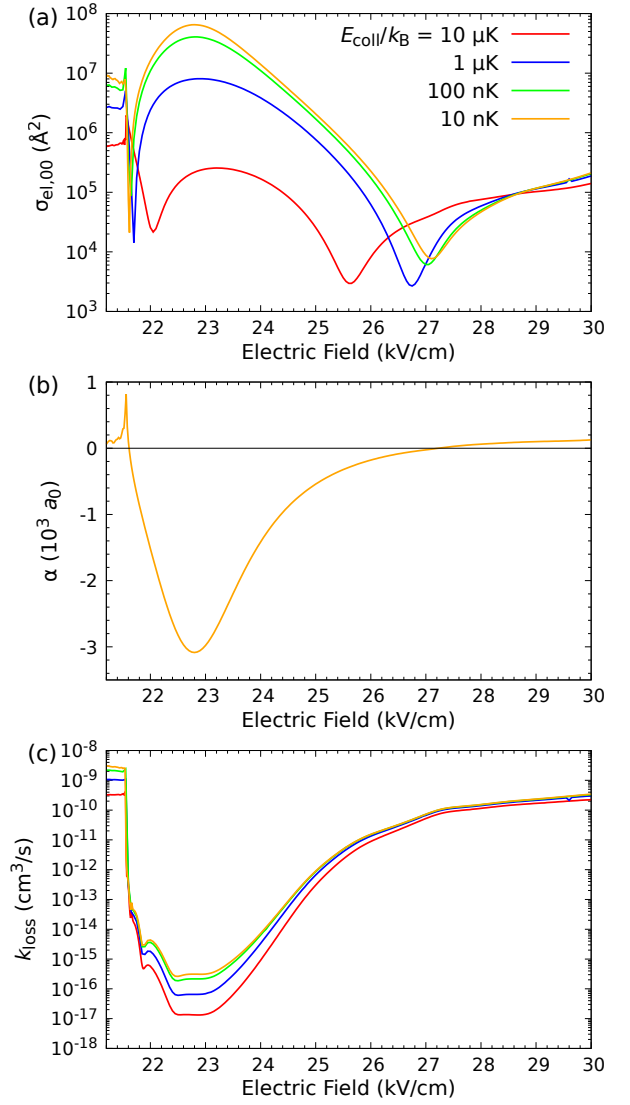 (a)
10⁸
10⁷
10⁶
10⁵
10⁴
10³
σel,00 (Å²)
Ecoll/kB = 10 μK
1 μK
100 nK
10 nK
22 23 24 25 26 27 28 29 30
Electric Field (kV/cm)
(b)
1
0
-1
-2
-3
α (10³ a₀)
22 23 24 25 26 27 28 29 30
Electric Field (kV/cm)
(c)
10⁻⁸
10⁻⁹
10⁻¹⁰
10⁻¹¹
10⁻¹²
10⁻¹³
10⁻¹⁴
10⁻¹⁵
10⁻¹⁶
10⁻¹⁷
10⁻¹⁸
kloss (cm³/s)
22 23 24 25 26 27 28 29 30
Electric Field (kV/cm)